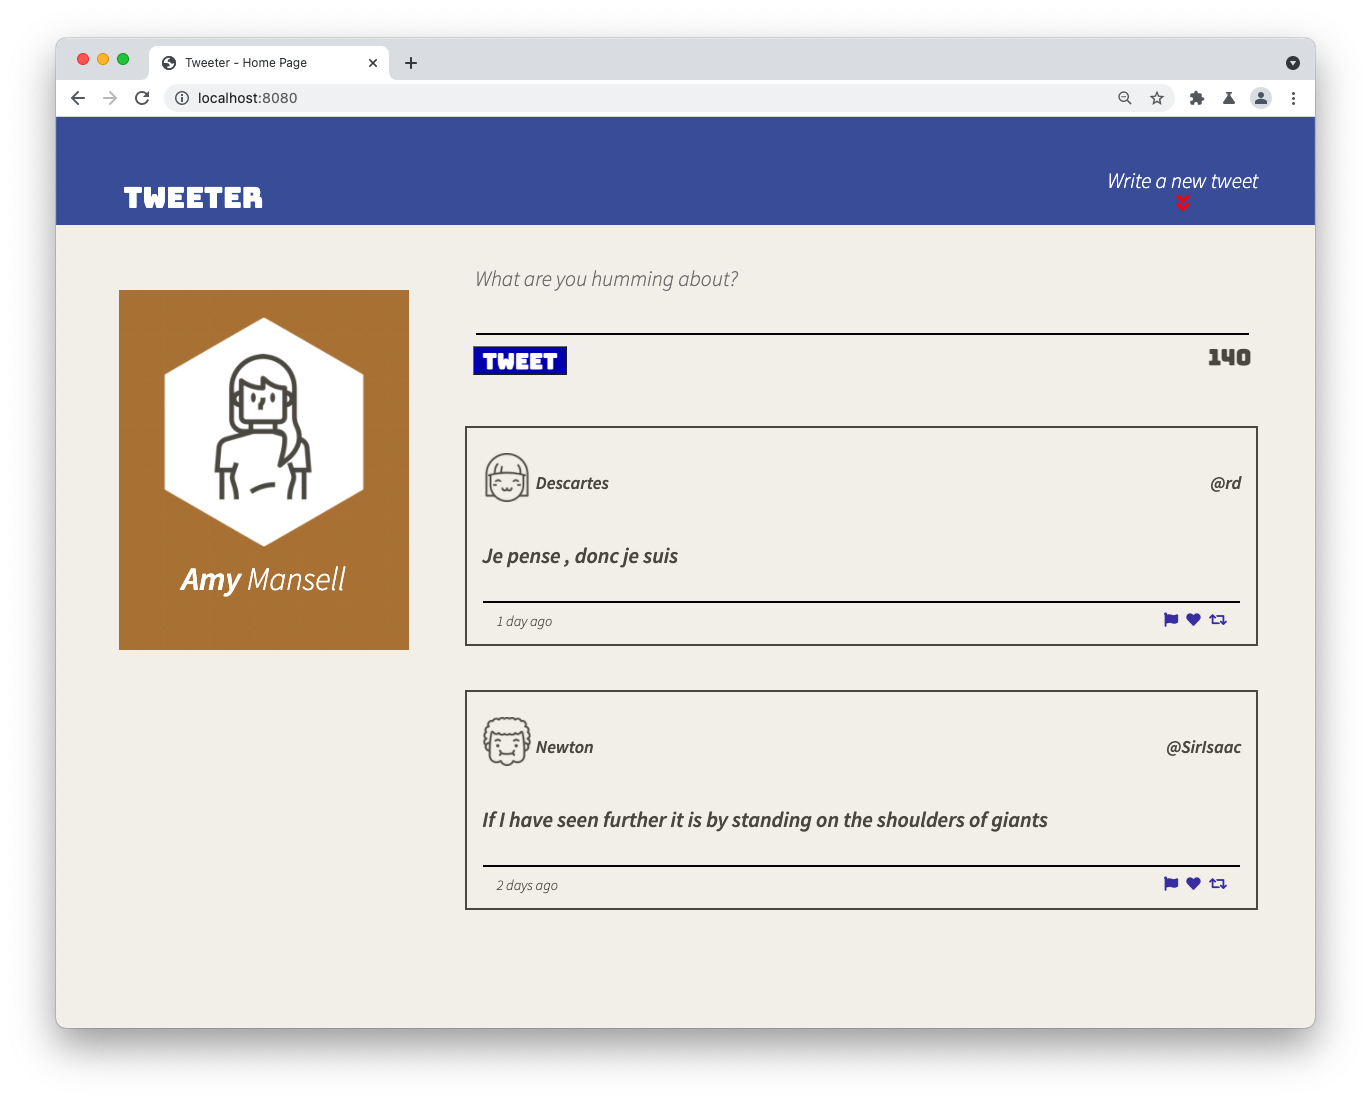 Tweeter - Home Page
localhost:8080
TWEETER
Write a new tweet
What are you humming about?
TWEET
140
Amy Mansell
Descartes
@rd
Je pense , donc je suis
1 day ago
Newton
@SirIsaac
If I have seen further it is by standing on the shoulders of giants
2 days ago